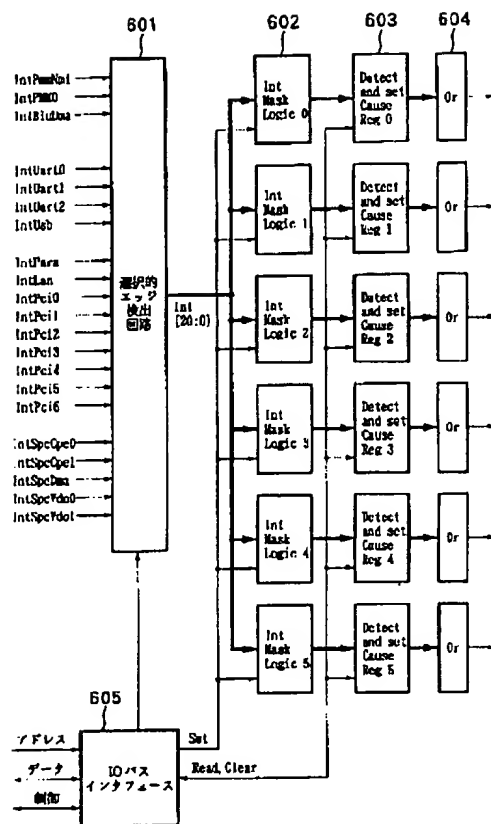 601
602
603
604
IntPMM0
IntUart0
IntUart1
IntUart2
IntUsb
IntPara
IntLan
IntPci0
IntPci1
IntPci2
IntPci3
IntPci4
IntPci5
IntPci6
IntSpcCpe0
IntSpcCpe1
IntSpcDma
IntSpcVdo0
IntSpcVdo1
選択的
エッジ
検出
回路
Int
[20:0]
Int
Mask
Logic 0
Detect
and set
Cause
Reg 0
Or
Int
Mask
Logic 1
Detect
and set
Cause
Reg 1
Or
Int
Mask
Logic 2
Detect
and set
Cause
Reg 2
Or
Int
Mask
Logic 3
Detect
and set
Cause
Reg 3
Or
Int
Mask
Logic 4
Detect
and set
Cause
Reg 4
Or
Int
Mask
Logic 5
Detect
and set
Cause
Reg 5
Or
605
アドレス
データ
制御
IOバス
インタフェース
Set
Read, Clear